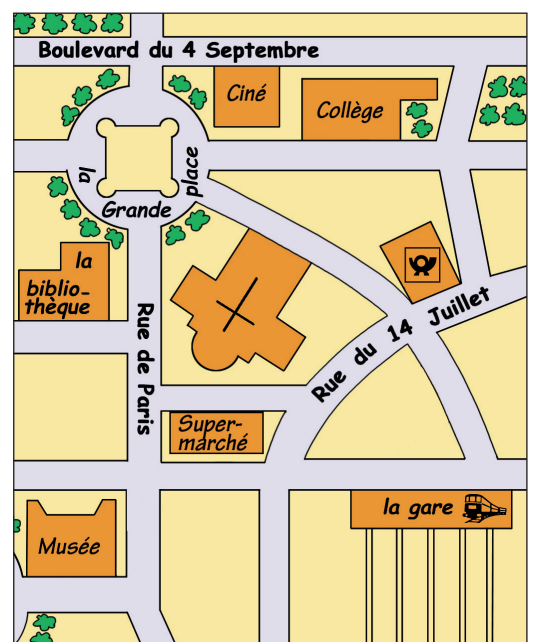 Boulevard du 4 Septembre
Ciné
Collège
la
Grande
place
la
biblio-
thèque
Rue de Paris
Rue du 14 Juillet
Super-
marché
la gare
Musée